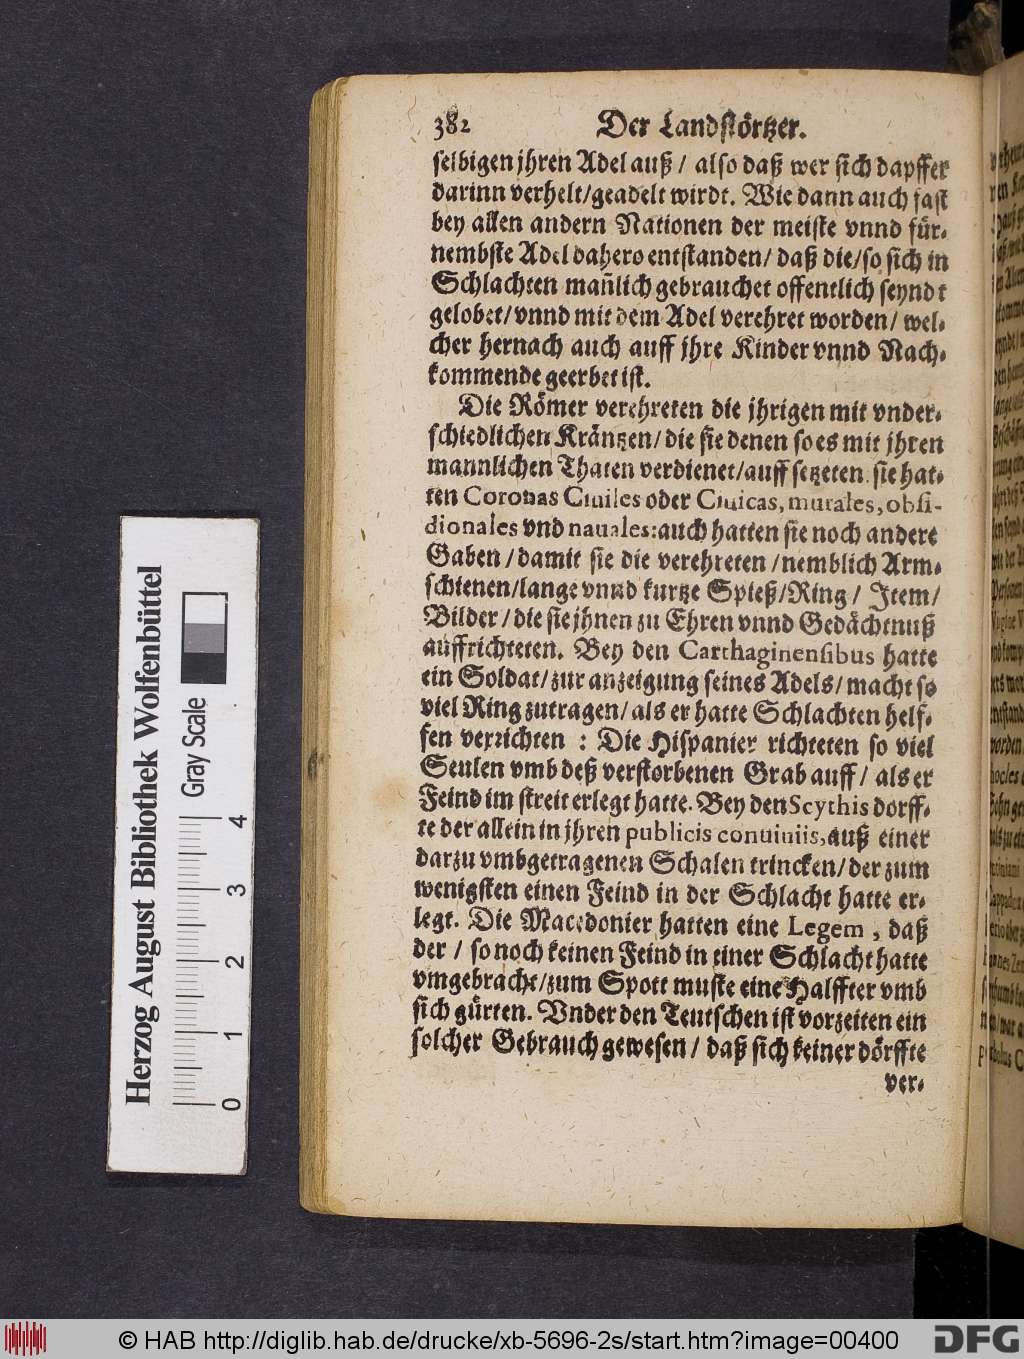 382 Der Landstörtzer.
selbigen jhren Adel auß / also daß wer sich dapffer
darinn verhelt/geadelt wirdt. Wie dann auch fast
bey allen andern Nationen der meiste vnnd für-
nembste Adel dahero entstanden/ daß die/so sich in
Schlachten mañlich gebrauchet offentlich seyndt
gelobet/vnnd mit dem Adel verehret worden/ wel-
cher hernach auch auff jhre Kinder vnnd Nach-
kommende geerbet ist.
Die Römer verehreten die jhrigen mit vnder-
schiedlichen Kräntzen/die sie denen so es mit jhren
mannlichen Thaten verdienet/auff setzeten. sie hat-
ten Coronas Ciuiles oder Ciuicas, murales, obsi-
dionales vnd nauales: auch hatten sie noch andere
Gaben / damit sie die verehreten / nemblich Arm-
schienen/lange vnnd kurtze Spieß/Ring / Item/
Bilder / die sie jhnen zu Ehren vnnd Gedächtnuß
auffrichteten. Bey den Carthaginensibus hatte
ein Soldat/zur anzeigung seines Adels/ macht so
viel Ring zutragen/als er hatte Schlachten helf-
fen verrichten : Die Hispanier richteten so viel
Seulen vmb deß verstorbenen Grab auff / als er
Feind im streit erlegt hatte. Bey den Scythis dorff-
te der allein in jhren publicis conuiuiis, auß einer
darzu vmbgetragenen Schalen trincken/der zum
wenigsten einen Feind in der Schlacht hatte er-
legt. Die Macedonier hatten eine Legem, daß
der / so noch keinen Feind in einer Schlacht hatte
vmgebracht/zum Spott muste eine Halffter vmb
sich gürten. Vnder den Teutschen ist vorzeiten ein
solcher Gebrauch gewesen / daß sich keiner dörffte
ver-
Herzog August Bibliothek Wolfenbüttel
Gray Scale
0 1 2 3 4
© HAB http://diglib.hab.de/drucke/xb-5696-2s/start.htm?image=00400
DFG